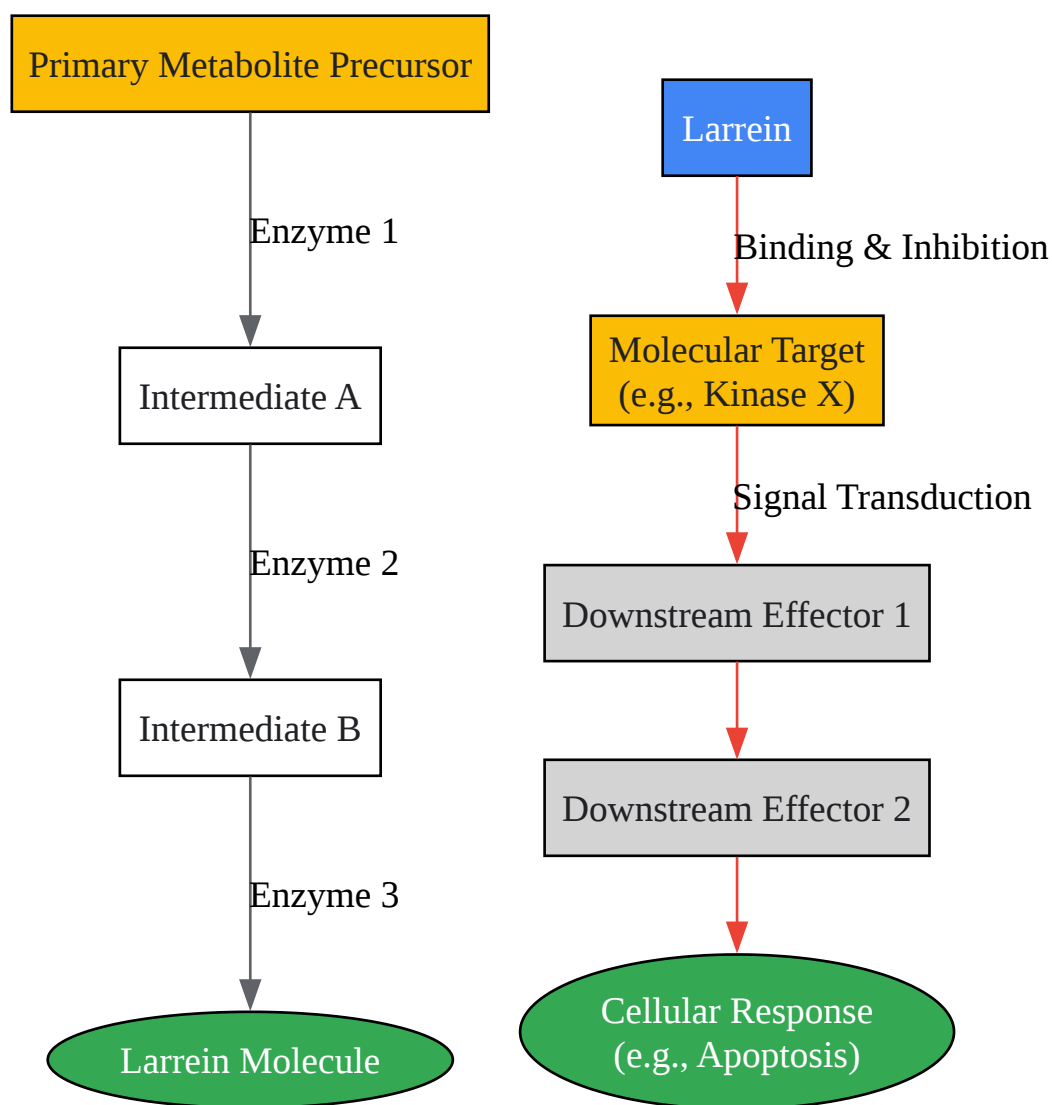 Primary Metabolite Precursor
Enzyme 1
Intermediate A
Enzyme 2
Intermediate B
Enzyme 3
Larrein Molecule
Larrein
Binding & Inhibition
Molecular Target
(e.g., Kinase X)
Signal Transduction
Downstream Effector 1
Downstream Effector 2
Cellular Response
(e.g., Apoptosis)